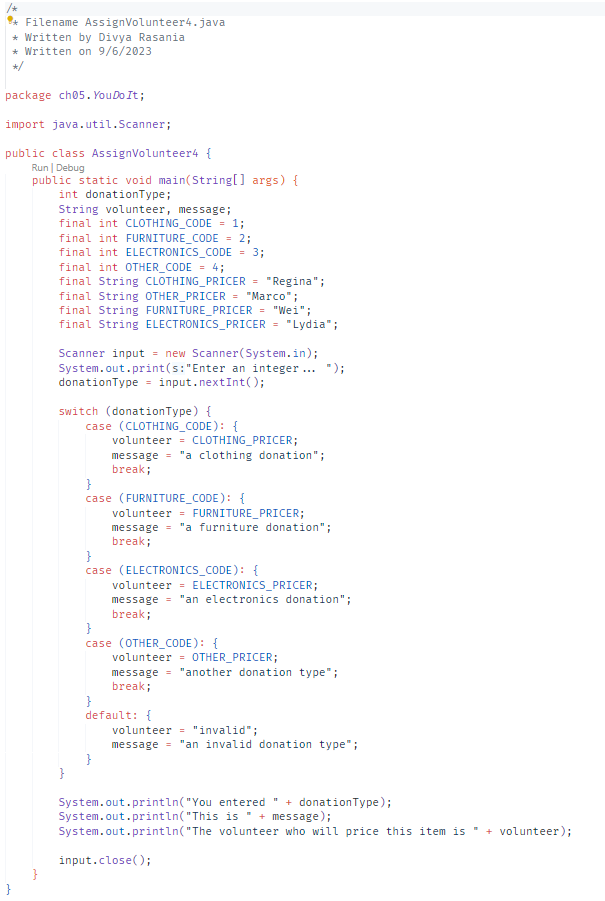 /*
* Filename AssignVolunteer4.java
* Written by Divya Rasania
* Written on 9/6/2023
*/
package ch05.YouDoIt;
import java.util.Scanner;
public class AssignVolunteer4 {
Run | Debug
public static void main(String[] args) {
int donationType;
String volunteer, message;
final int CLOTHING_CODE = 1;
final int FURNITURE_CODE = 2;
final int ELECTRONICS_CODE = 3;
final int OTHER_CODE = 4;
final String CLOTHING_PRICER = "Regina";
final String OTHER_PRICER = "Marco";
final String FURNITURE_PRICER = "Wei";
final String ELECTRONICS_PRICER = "Lydia";
Scanner input = new Scanner(System.in);
System.out.print(s:"Enter an integer... ");
donationType = input.nextInt();
switch (donationType) {
case (CLOTHING_CODE): {
volunteer = CLOTHING_PRICER;
message = "a clothing donation";
break;
}
case (FURNITURE_CODE): {
volunteer = FURNITURE_PRICER;
message = "a furniture donation";
break;
}
case (ELECTRONICS_CODE): {
volunteer = ELECTRONICS_PRICER;
message = "an electronics donation";
break;
}
case (OTHER_CODE): {
volunteer = OTHER_PRICER;
message = "another donation type";
break;
}
default: {
volunteer = "invalid";
message = "an invalid donation type";
}
}
System.out.println("You entered " + donationType);
System.out.println("This is " + message);
System.out.println("The volunteer who will price this item is " + volunteer);
input.close();
}
}